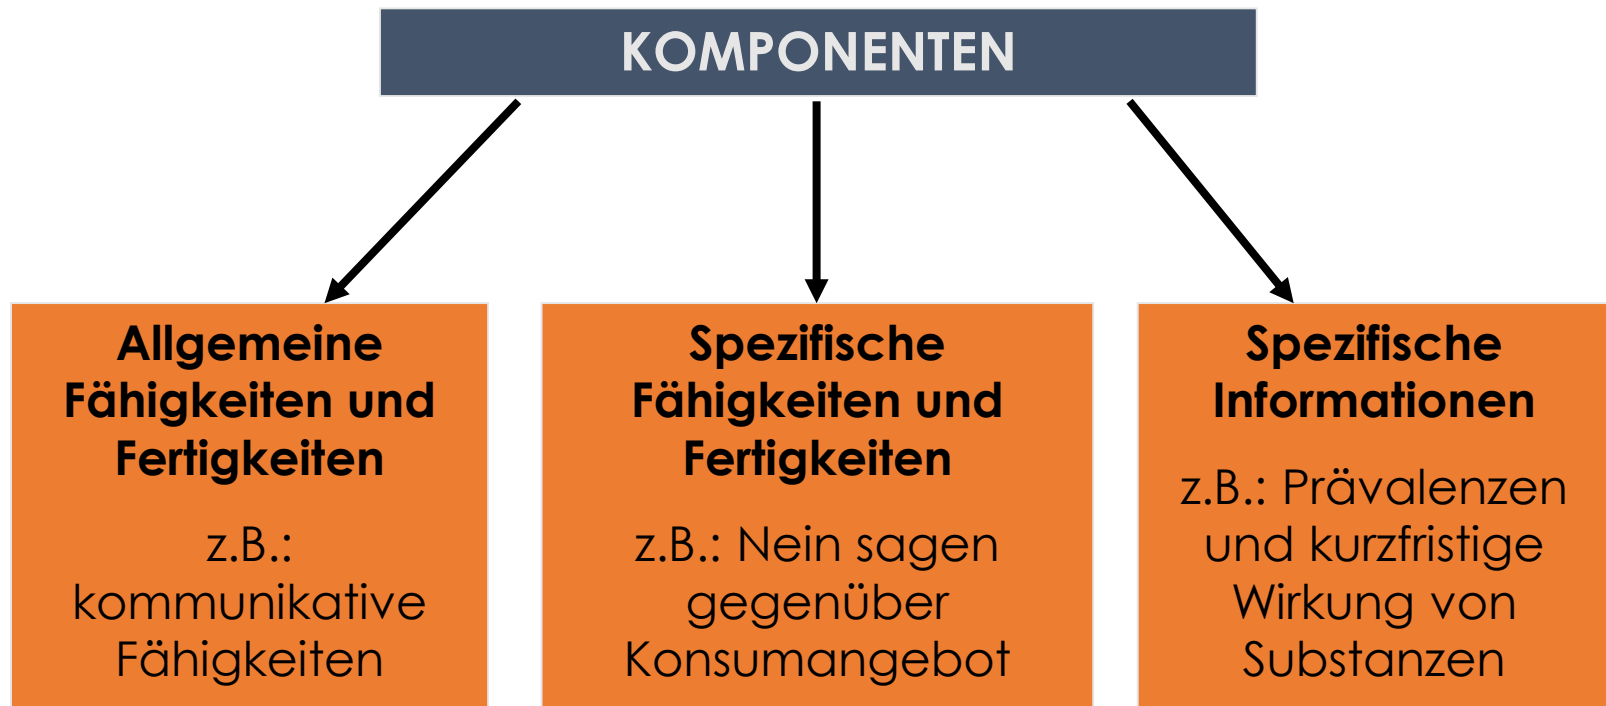 KOMPONENTEN
Allgemeine
Fähigkeiten und
Fertigkeiten
z.B.:
kommunikative
Fähigkeiten
Spezifische
Fähigkeiten und
Fertigkeiten
z.B.: Nein sagen
gegenüber
Konsumangebot
Spezifische
Informationen
z.B.: Prävalenzen
und kurzfristige
Wirkung von
Substanzen